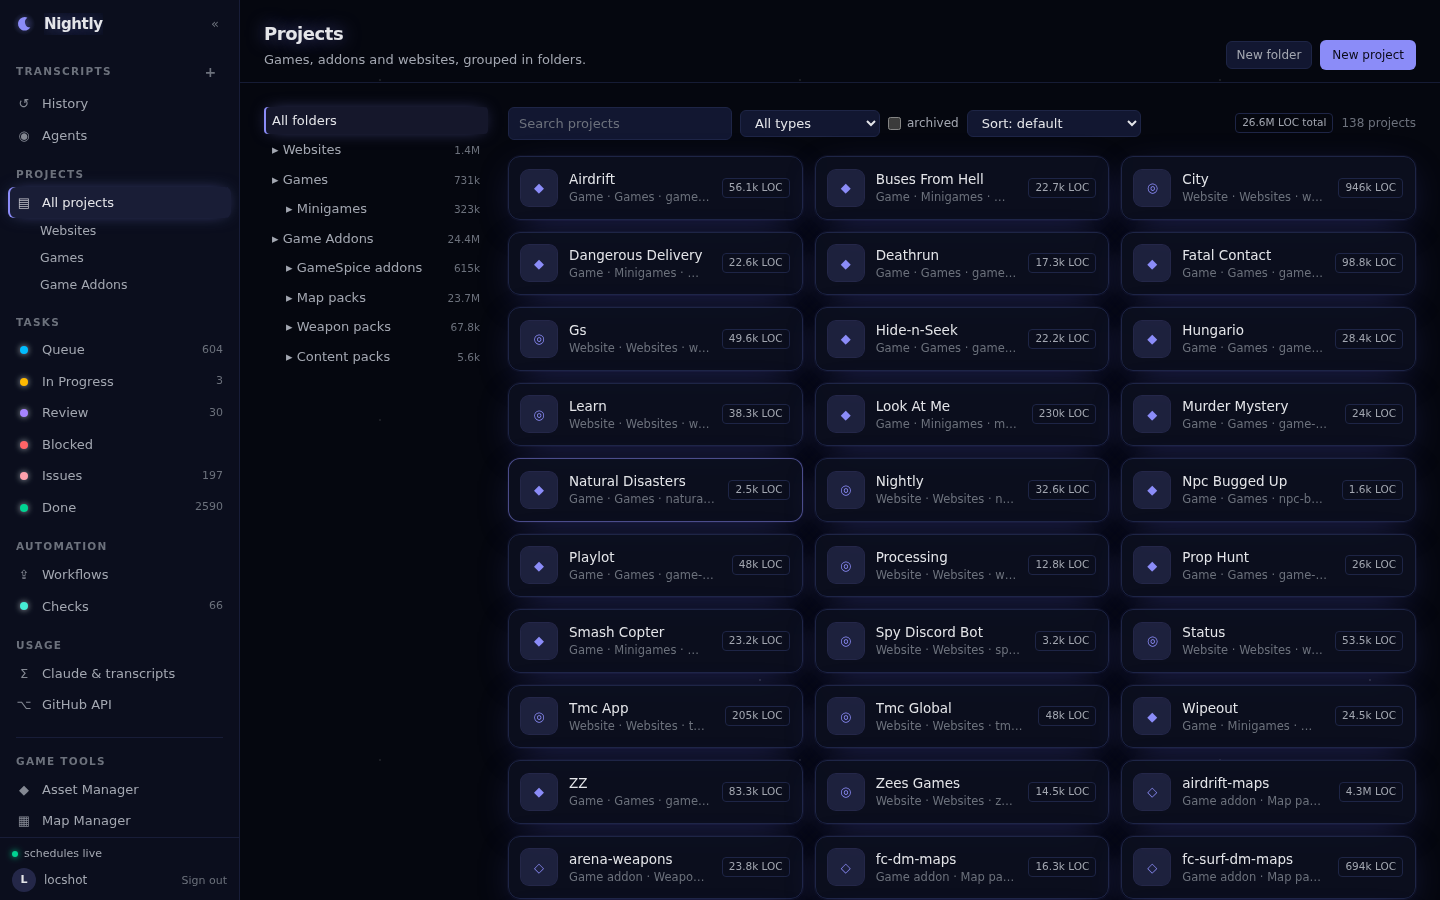 Nightly
«
TRANSCRIPTS
+
History
Agents
PROJECTS
All projects
Websites
Games
Game Addons
TASKS
Queue 604
In Progress 3
Review 30
Blocked
Issues 197
Done 2590
AUTOMATION
Workflows
Checks 66
USAGE
Σ Claude & transcripts
GitHub API
GAME TOOLS
Asset Manager
Map Manager
schedules live
L locshot Sign out
Projects
Games, addons and websites, grouped in folders.
New folder
New project
All folders
▸ Websites 1.4M
▸ Games 731k
▸ Minigames 323k
▸ Game Addons 24.4M
▸ GameSpice addons 615k
▸ Map packs 23.7M
▸ Weapon packs 67.8k
▸ Content packs 5.6k
Search projects
All types
archived
Sort: default
26.6M LOC total
138 projects
Airdrift
Game · Games · game...
56.1k LOC
Buses From Hell
Game · Minigames · ...
22.7k LOC
City
Website · Websites · w...
946k LOC
Dangerous Delivery
Game · Minigames · ...
22.6k LOC
Deathrun
Game · Games · game...
17.3k LOC
Fatal Contact
Game · Games · game...
98.8k LOC
Gs
Website · Websites · w...
49.6k LOC
Hide-n-Seek
Game · Games · game...
22.2k LOC
Hungario
Game · Games · game...
28.4k LOC
Learn
Website · Websites · w...
38.3k LOC
Look At Me
Game · Minigames · m...
230k LOC
Murder Mystery
Game · Games · game-...
24k LOC
Natural Disasters
Game · Games · natura...
2.5k LOC
Nightly
Website · Websites · n...
32.6k LOC
Npc Bugged Up
Game · Games · npc-b...
1.6k LOC
Playlot
Game · Games · game-...
48k LOC
Processing
Website · Websites · w...
12.8k LOC
Prop Hunt
Game · Games · game-...
26k LOC
Smash Copter
Game · Minigames · ...
23.2k LOC
Spy Discord Bot
Website · Websites · sp...
3.2k LOC
Status
Website · Websites · w...
53.5k LOC
Tmc App
Website · Websites · t...
205k LOC
Tmc Global
Website · Websites · tm...
48k LOC
Wipeout
Game · Minigames · ...
24.5k LOC
ZZ
Game · Games · game...
83.3k LOC
Zees Games
Website · Websites · z...
14.5k LOC
airdrift-maps
Game addon · Map pa...
4.3M LOC
arena-weapons
Game addon · Weapo...
23.8k LOC
fc-dm-maps
Game addon · Map pa...
16.3k LOC
fc-surf-dm-maps
Game addon · Map pa...
694k LOC